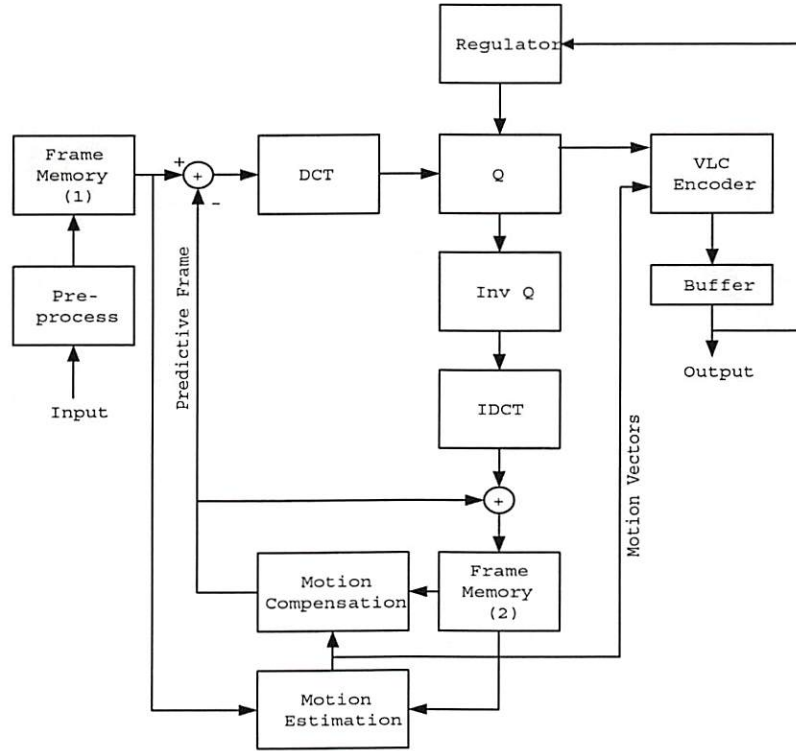 Regulator
Frame
Memory
(1)
+
+
-
DCT
Q
VLC
Encoder
Pre-
process
Predictive Frame
Inv Q
Buffer
Input
IDCT
Output
Motion Vectors
+
Motion
Compensation
Frame
Memory
(2)
Motion
Estimation